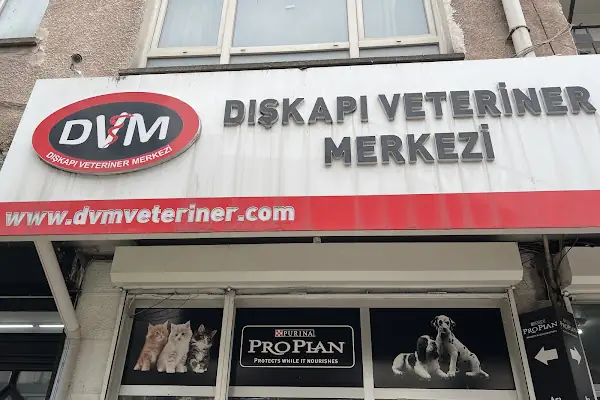 DVM
DIŞKAPI VETERİNER MERKEZİ
DIŞKAPI VETERİNER
MERKEZİ
www.dvmveteriner.com
PURINA
PRO PLAN
PROTECTS WHILE IT NOURISHES
PRO PLAN